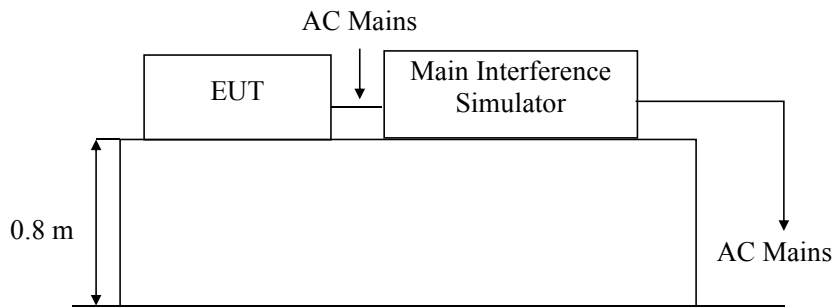 AC Mains
EUT
Main Interference
Simulator
0.8 m
AC Mains